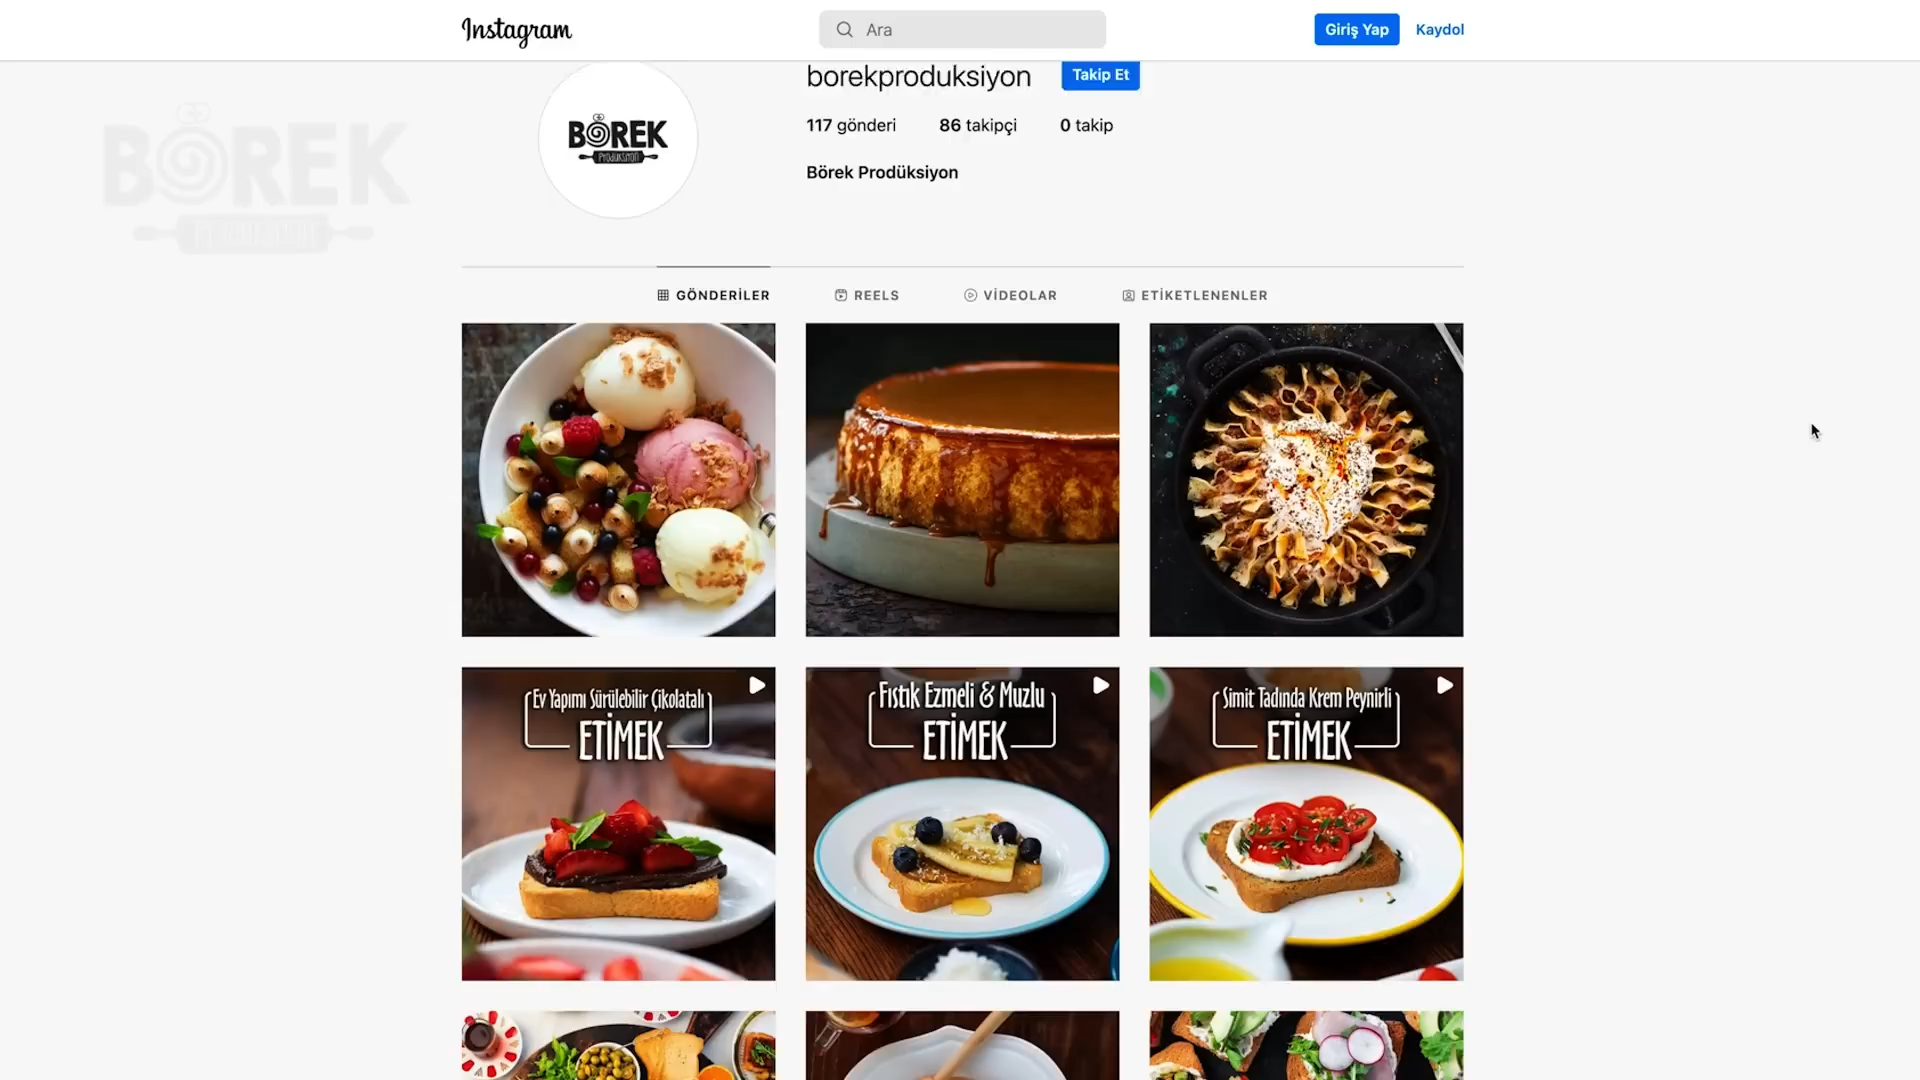 Instagram
Ara
Giriş Yap
Kaydol
borekproduksiyon
Takip Et
117 gönderi
86 takipçi
0 takip
Börek Prodüksiyon
BÖREK
Prodüksiyon
BÖREK
GÖNDERİLER
REELS
VİDEOLAR
ETİKETLENENLER
Ev Yapımı Sürülebilir Çikolatalı
ETİMEK
Fıstık Ezmeli & Muzlu
ETİMEK
Simit Tadında Krem Peynirli
ETİMEK